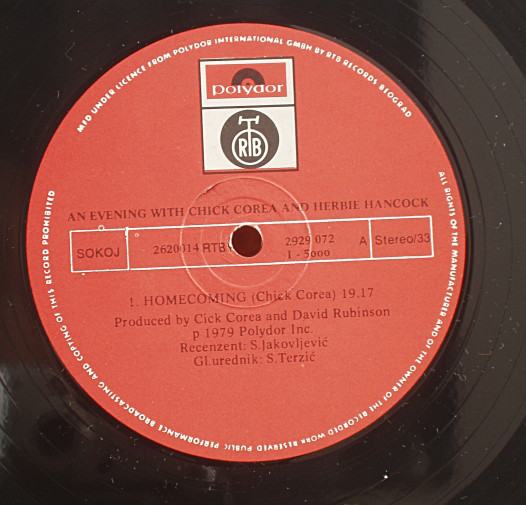 MFD UNDER LICENCE FROM POLYDOR INTERNATIONAL GMBH BY RTB RECORDS BEOGRAD
polydor
RTB
AN EVENING WITH CHICK COREA AND HERBIE HANCOCK
SOKOJ 2620014 RTB 2929 072 A Stereo/33
1 - 5000
1. HOMECOMING (Chick Corea) 19.17
Produced by Cick Corea and David Rubinson
p 1979 Polydor Inc.
Recenzent: S.Jakovljević
Gl.urednik: S.Terzić
ALL RIGHTS OF THE MANUFACTURER AND OF THE OWNER OF THE RECORDED WORK RESERVED PUBLIC PERFORMANCE BROADCASTING AND COPYING OF THIS RECORD PROHIBITED